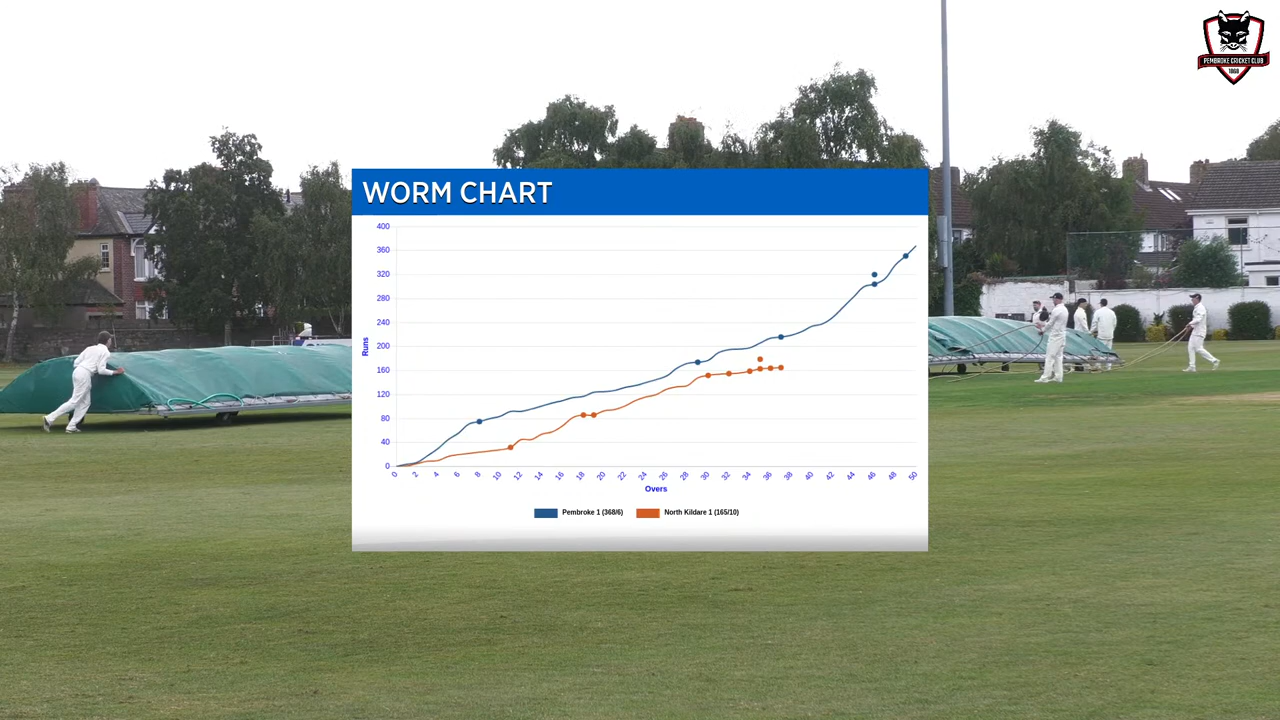 PEMBROKE CRICKET CLUB
1868
WORM CHART
400
360
320
280
240
200
160
120
80
40
0
Runs
0 2 4 6 8 10 12 14 16 18 20 22 24 26 28 30 32 34 36 38 40 42 44 46 48 50
Overs
Pembroke 1 (368/6) North Kildare 1 (165/10)